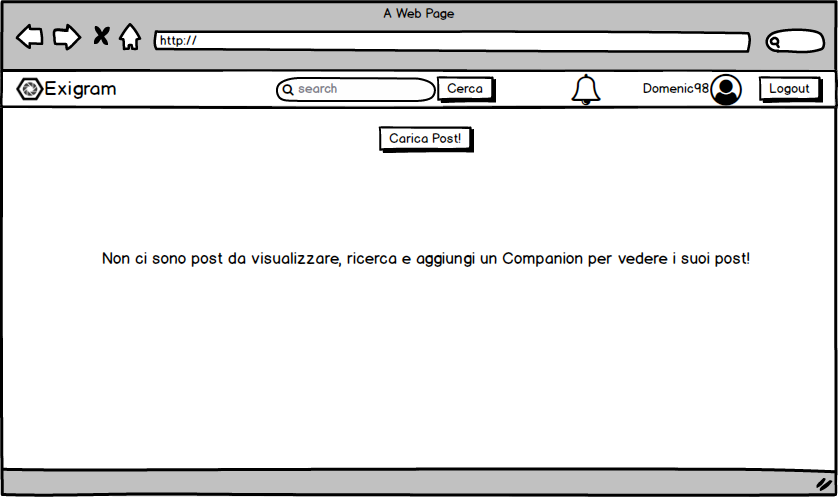 A Web Page
http://
Exigram
search
Cerca
Domenic98
Logout
Carica Post!
Non ci sono post da visualizzare, ricerca e aggiungi un Companion per vedere i suoi post!